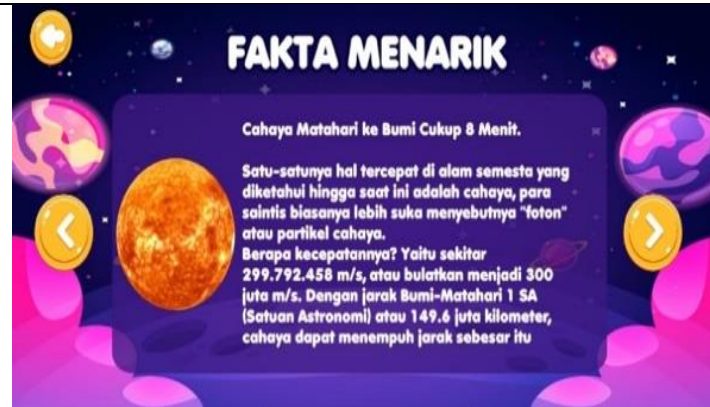 FAKTA MENARIK
Cahaya Matahari ke Bumi Cukup 8 Menit.
Satu-satunya hal tercepat di alam semesta yang
diketahui hingga saat ini adalah cahaya, para
saintis biasanya lebih suka menyebutnya "foton"
atau partikel cahaya.
Berapa kecepatannya? Yaitu sekitar
299.792.458 m/s, atau bulatkan menjadi 300
juta m/s. Dengan jarak Bumi-Matahari 1 SA
(Satuan Astronomi) atau 149.6 juta kilometer,
cahaya dapat menempuh jarak sebesar itu